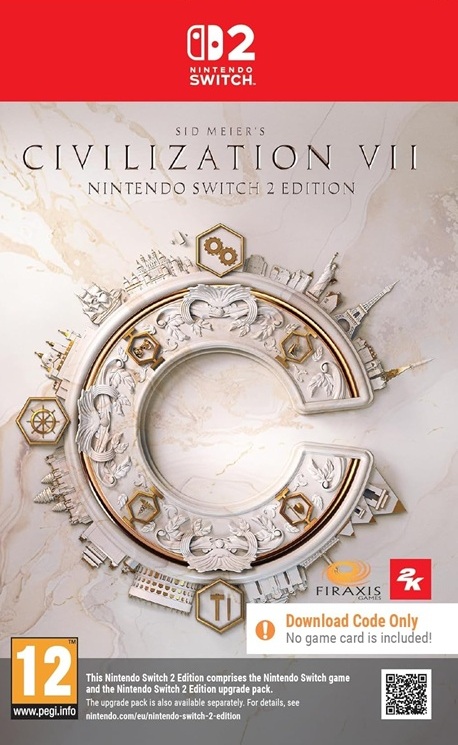 2
NINTENDO
SWITCH™
SID MEIER'S
CIVILIZATION VII
NINTENDO SWITCH 2 EDITION
TI
FIRAXIS
GAMES
2K
! Download Code Only
No game card is included!
12™
www.pegi.info
This Nintendo Switch 2 Edition comprises the Nintendo Switch game
and the Nintendo Switch 2 Edition upgrade pack.
The upgrade pack is also available separately. For details, see
nintendo.com/eu/nintendo-switch-2-edition